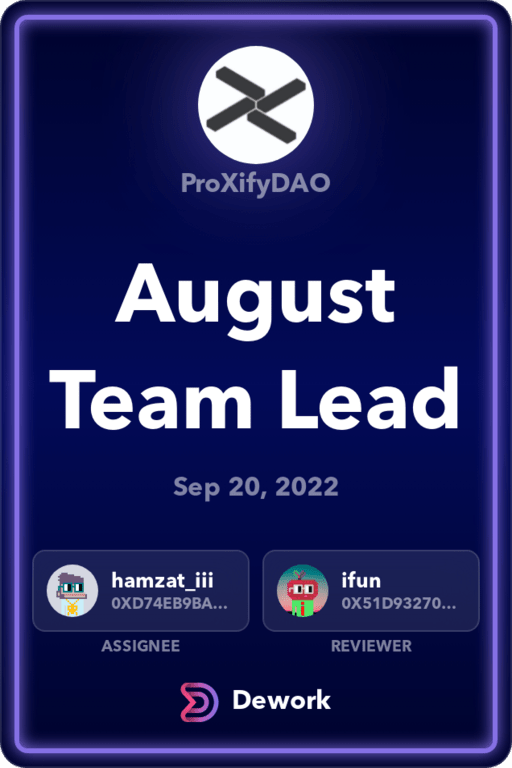 ProXifyDAO
August
Team Lead
Sep 20, 2022
hamzat_iii
0XD74EB9BA...
ifun
0X51D93270...
ASSIGNEE
REVIEWER
Dework